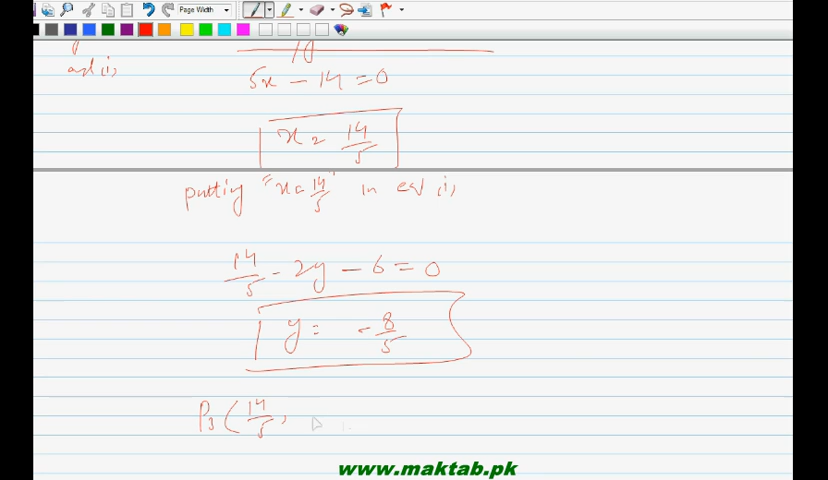 Page Width
5x - 14 = 0
x = 14/5
putting "x = 14/5" in eq (i)
14/5 - 2y - 6 = 0
y = -8/5
P3 ( 14/5 ,
www.maktab.pk